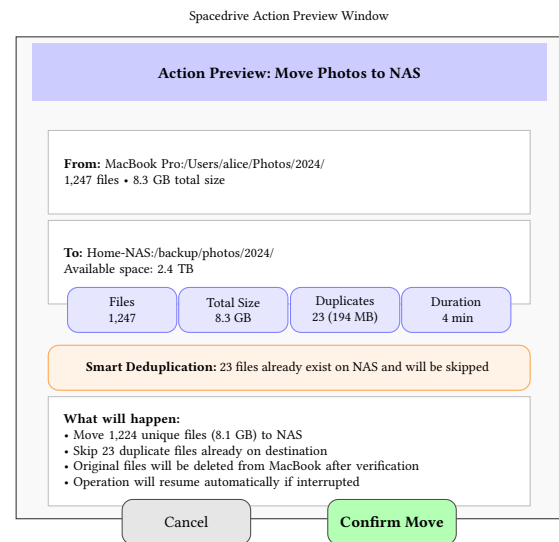 Spacedrive Action Preview Window
Action Preview: Move Photos to NAS
From: MacBook Pro:/Users/alice/Photos/2024/
1,247 files • 8.3 GB total size
To: Home-NAS:/backup/photos/2024/
Available space: 2.4 TB
Files
1,247
Total Size
8.3 GB
Duplicates
23 (194 MB)
Duration
4 min
Smart Deduplication: 23 files already exist on NAS and will be skipped
What will happen:
• Move 1,224 unique files (8.1 GB) to NAS
• Skip 23 duplicate files already on destination
• Original files will be deleted from MacBook after verification
• Operation will resume automatically if interrupted
Cancel
Confirm Move